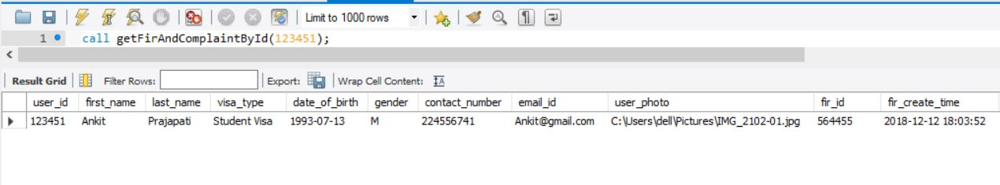 Limit to 1000 rows
1 call getFirAndComplaintById(123451);
Result Grid Filter Rows: Export: Wrap Cell Content: IA
user_id first_name last_name visa_type date_of_birth gender contact_number email_id user_photo fir_id fir_create_time
123451 Ankit Prajapati Student Visa 1993-07-13 M 224556741 Ankit@gmail.com C:\Users\dell\Pictures\IMG_2102-01.jpg 564455 2018-12-12 18:03:52